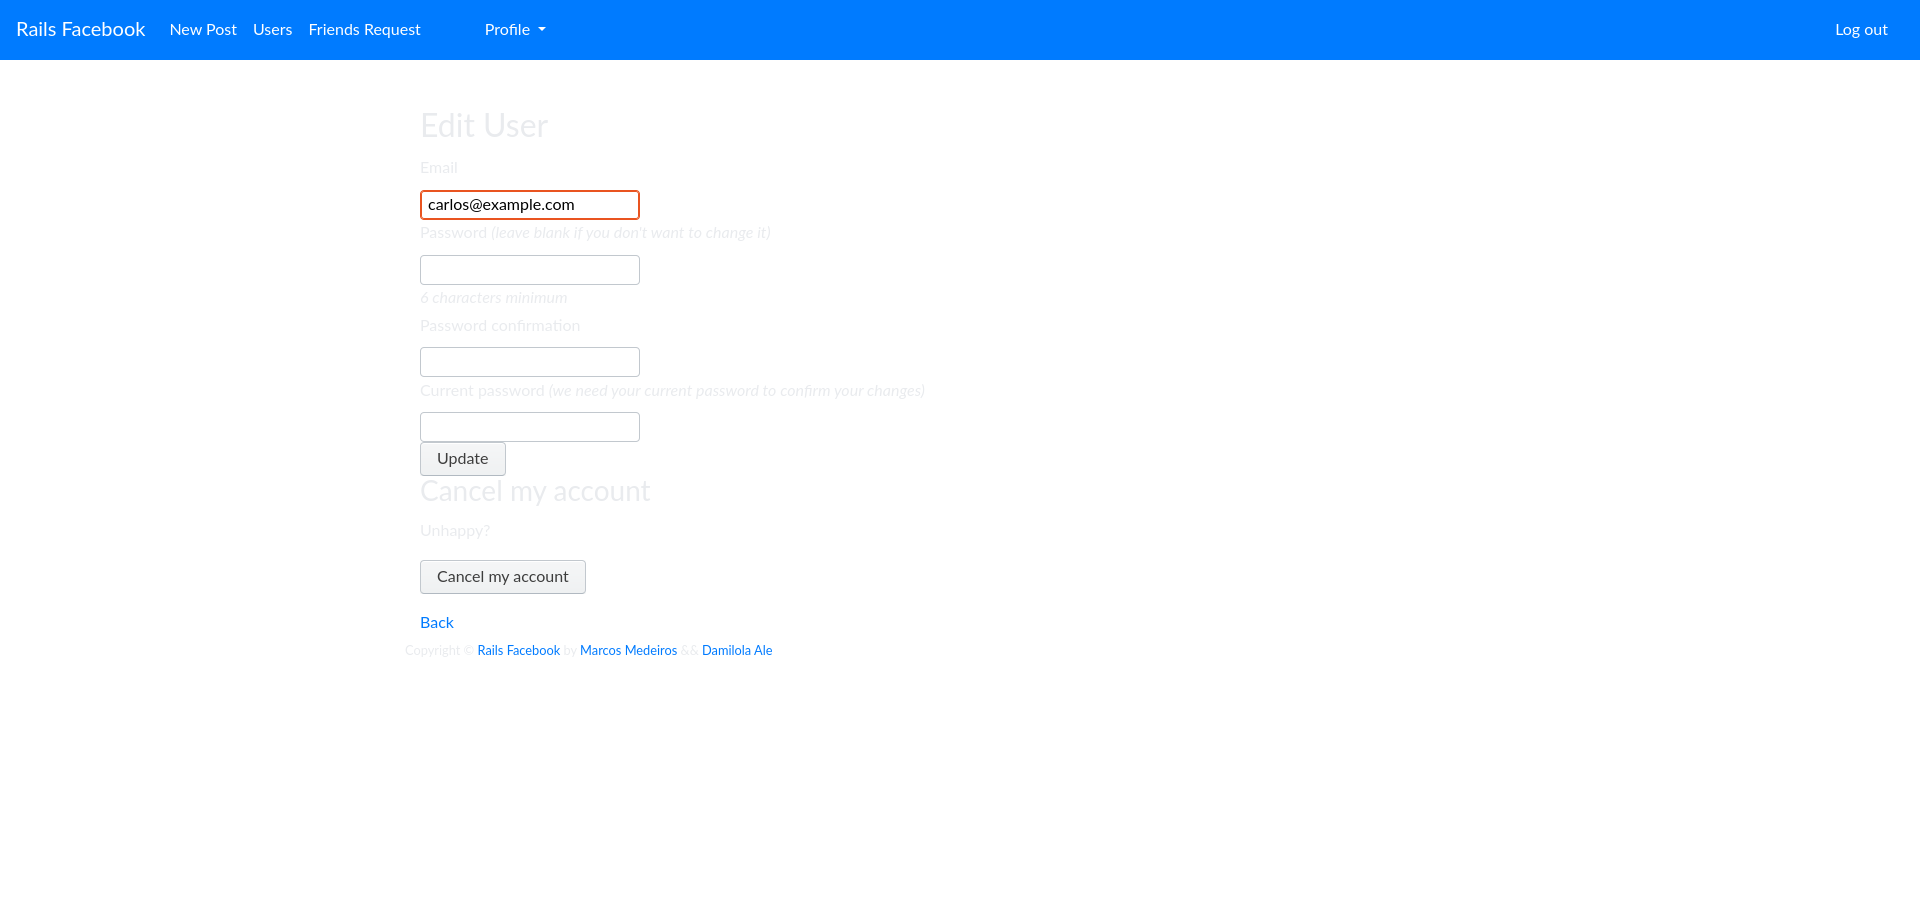 Rails Facebook New Post Users Friends Request Profile Log out
Edit User
Email
carlos@example.com
Password (leave blank if you don't want to change it)
6 characters minimum
Password confirmation
Current password (we need your current password to confirm your changes)
Update
Cancel my account
Unhappy?
Cancel my account
Back
Copyright © Rails Facebook by Marcos Medeiros && Damilola Ale